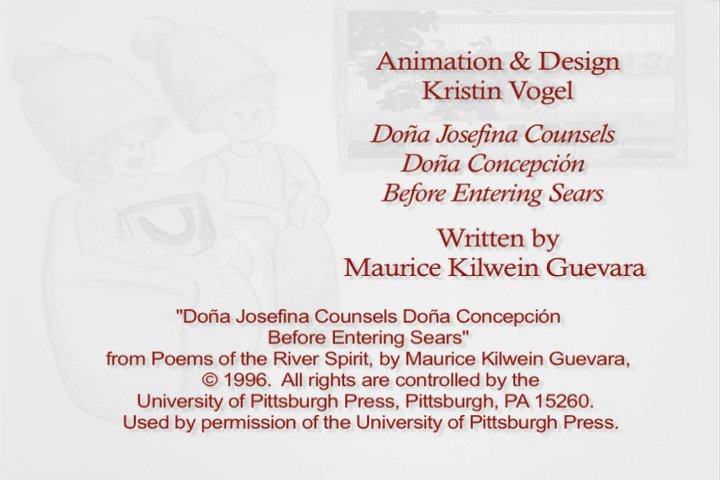 Animation & Design
Kristin Vogel
Doña Josefina Counsels
Doña Concepción
Before Entering Sears
Written by
Maurice Kilwein Guevara
"Doña Josefina Counsels Doña Concepción
Before Entering Sears"
from Poems of the River Spirit, by Maurice Kilwein Guevara,
© 1996.  All rights are controlled by the
University of Pittsburgh Press, Pittsburgh, PA 15260.
Used by permission of the University of Pittsburgh Press.